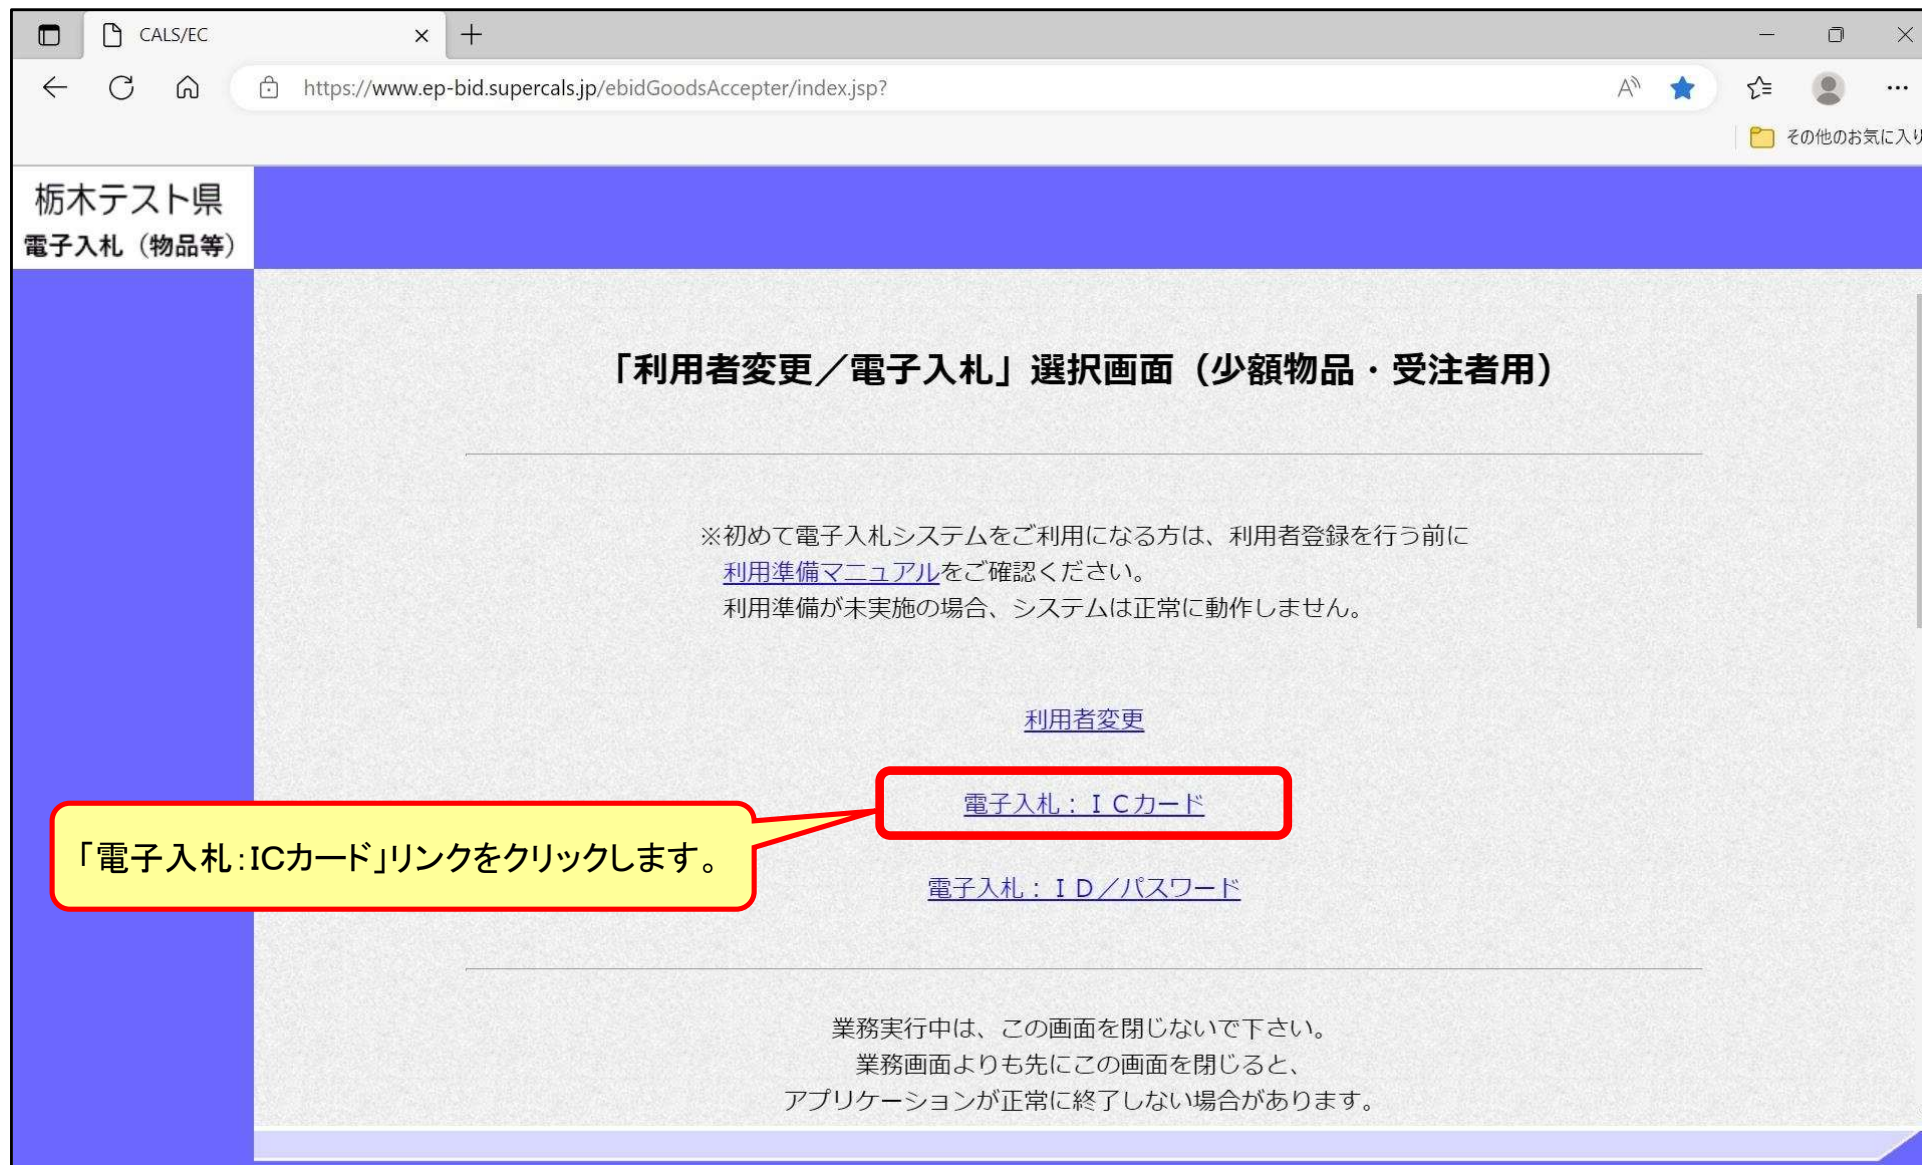 CALS/EC
https://www.ep-bid.supercals.jp/ebidGoodsAccepter/index.jsp?
その他のお気に入り
栃木テスト県
電子入札（物品等）
「利用者変更／電子入札」選択画面（少額物品・受注者用）
※初めて電子入札システムをご利用になる方は、利用者登録を行う前に
利用準備マニュアルをご確認ください。
利用準備が未実施の場合、システムは正常に動作しません。
利用者変更
電子入札：ＩＣカード
「電子入札:ICカード」リンクをクリックします。
電子入札：ＩＤ／パスワード
業務実行中は、この画面を閉じないで下さい。
業務画面よりも先にこの画面を閉じると、
アプリケーションが正常に終了しない場合があります。